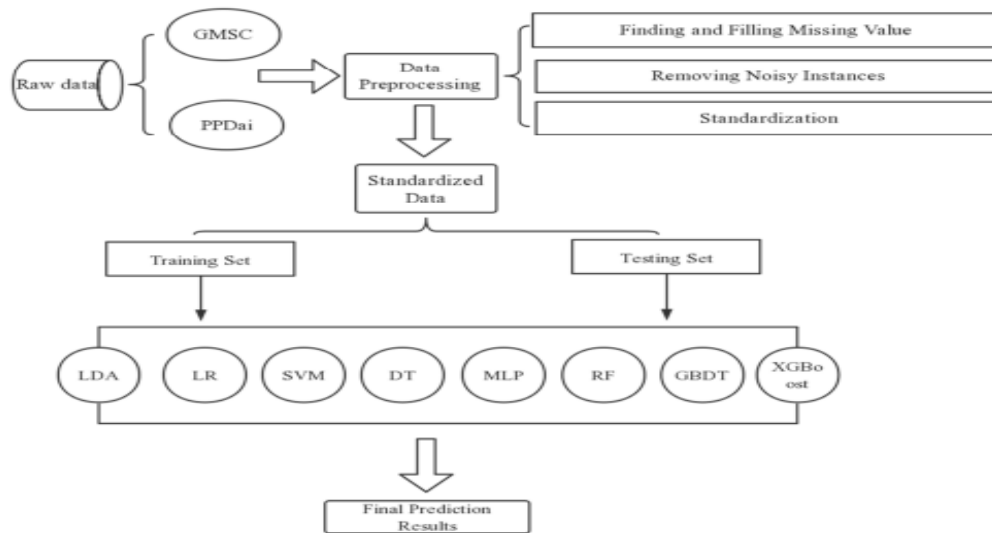 GMSC
Finding and Filling Missing Value
Raw data
Data
Preprocessing
Removing Noisy Instances
PPDai
Standardization
Standardized
Data
Training Set
Testing Set
LDA
LR
SVM
DT
MLP
RF
GBDT
XGBo
ost
Final Prediction
Results